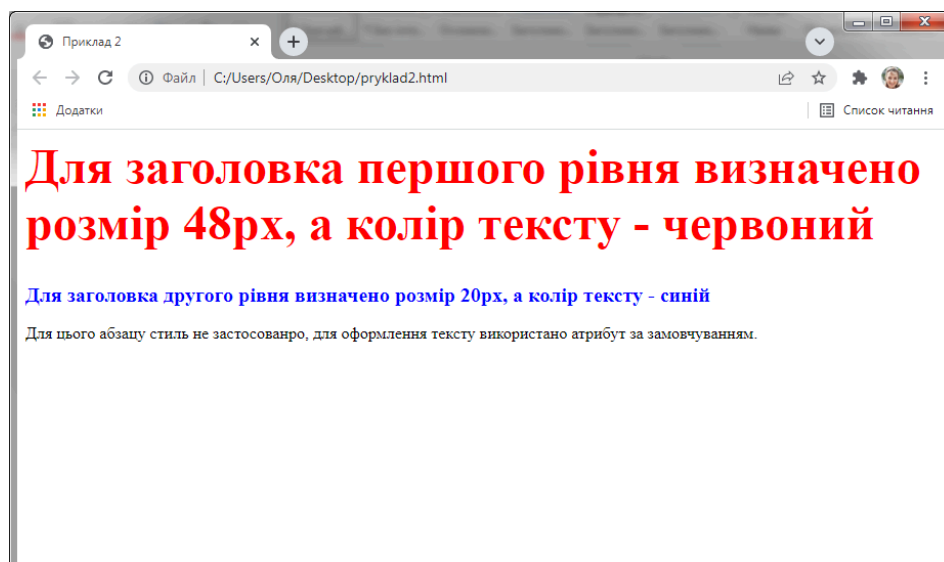 Приклад 2
Файл
C:/Users/Оля/Desktop/pryklad2.html
Додатки
Список читання
Для заголовка першого рівня визначено
розмір 48px, а колір тексту - червоний
Для заголовка другого рівня визначено розмір 20px, а колір тексту - синій
Для цього абзацу стиль не застосованро, для оформлення тексту використано атрибут за замовчуванням.